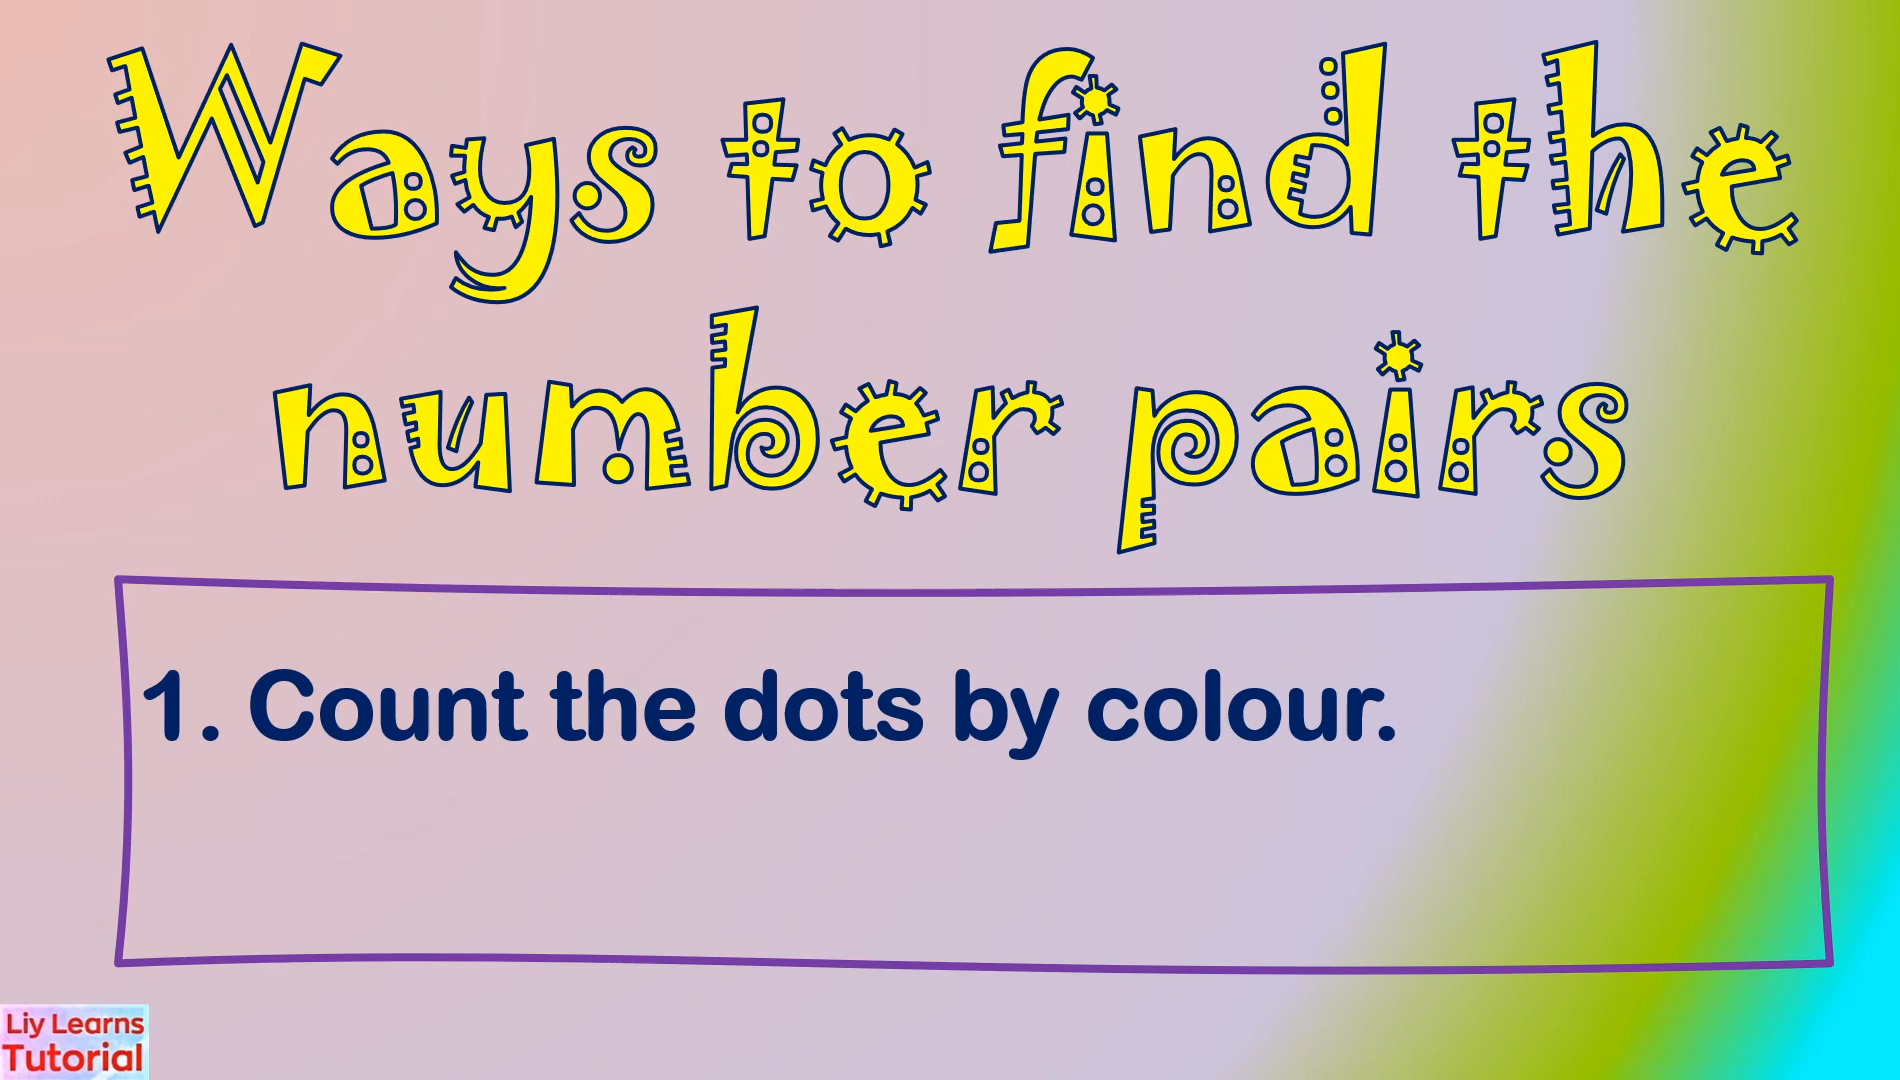 Ways to find the
number pairs
1. Count the dots by colour.
Liy Learns
Tutorial